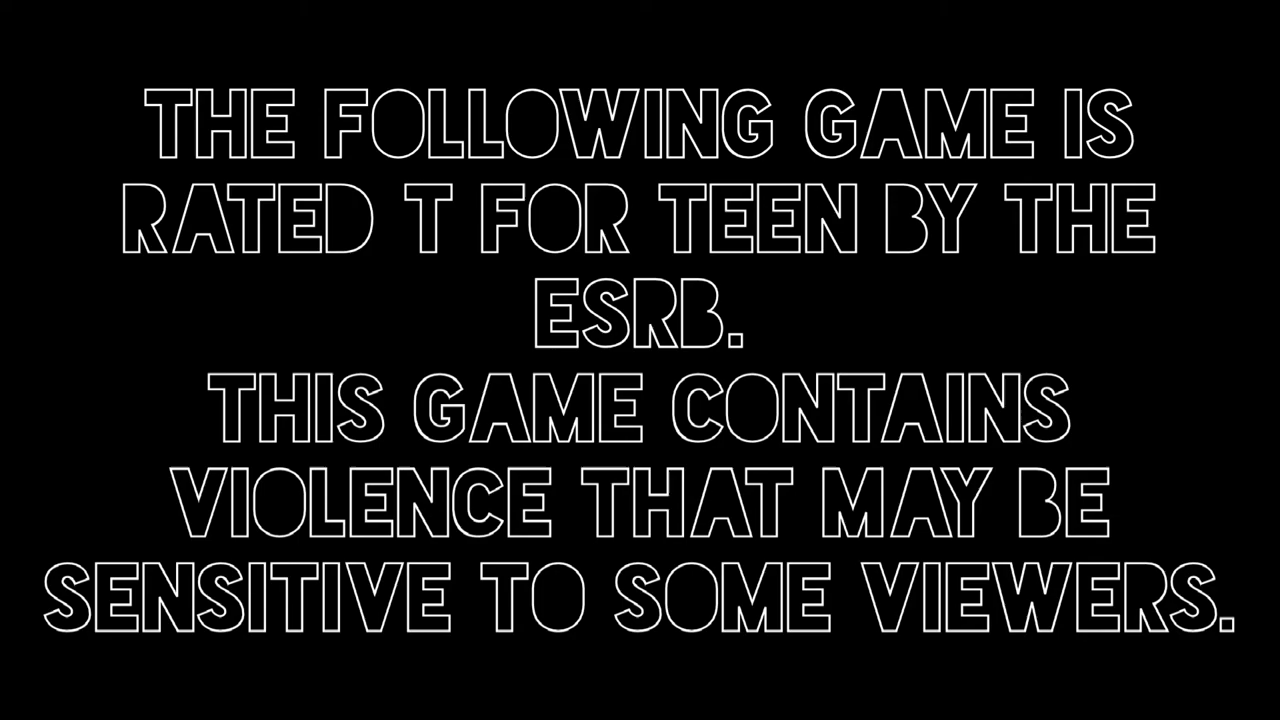 THE FOLLOWING GAME IS
RATED T FOR TEEN BY THE
ESRB.
THIS GAME CONTAINS
VIOLENCE THAT MAY BE
SENSITIVE TO SOME VIEWERS.